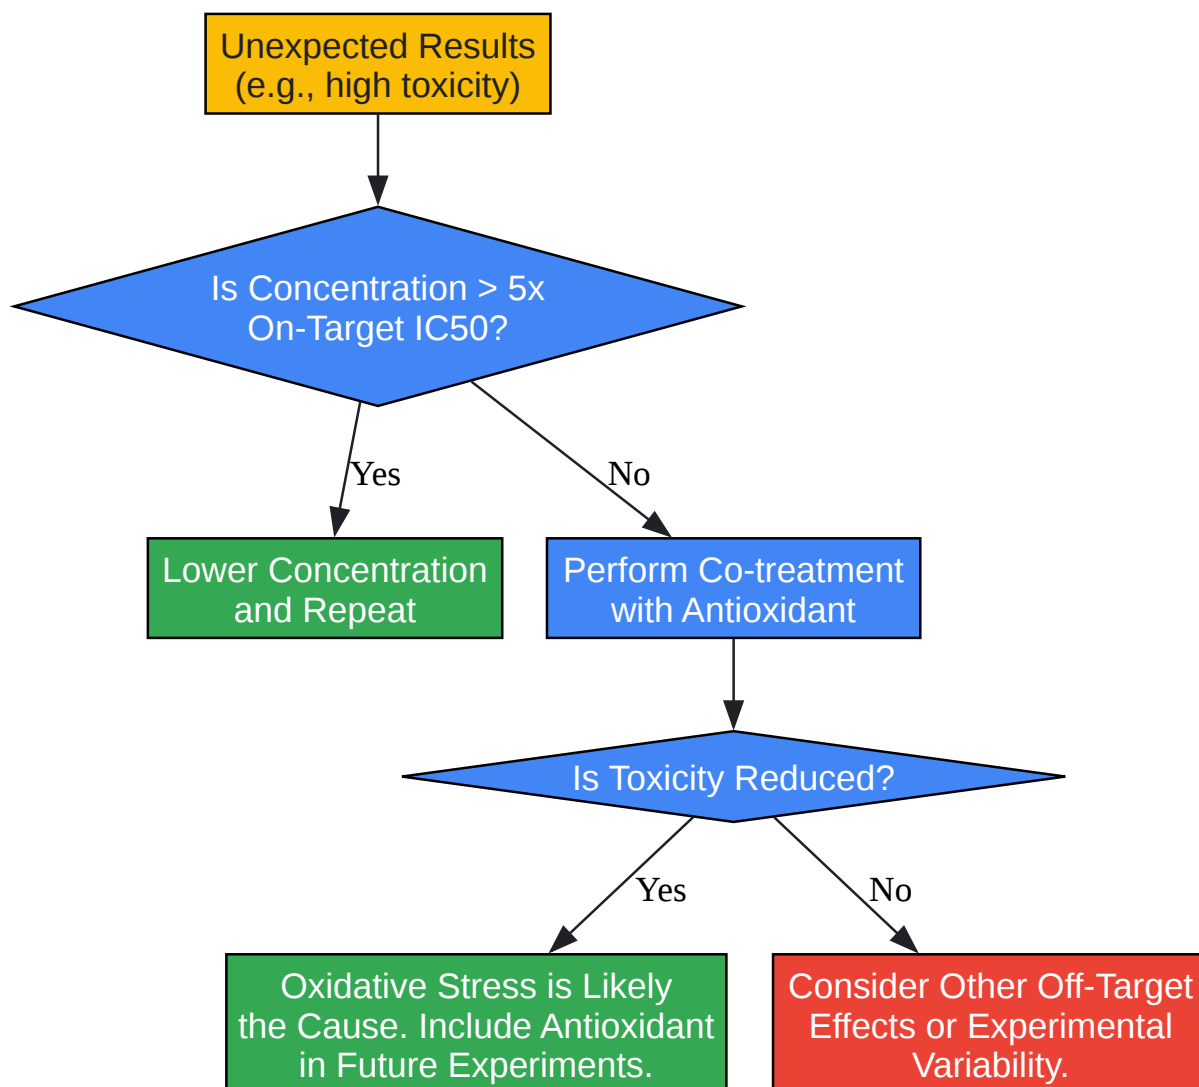 Unexpected Results
(e.g., high toxicity)
Is Concentration > 5x
On-Target IC50?
Yes
No
Lower Concentration
and Repeat
Perform Co-treatment
with Antioxidant
Is Toxicity Reduced?
Yes
No
Oxidative Stress is Likely
the Cause. Include Antioxidant
in Future Experiments.
Consider Other Off-Target
Effects or Experimental
Variability.